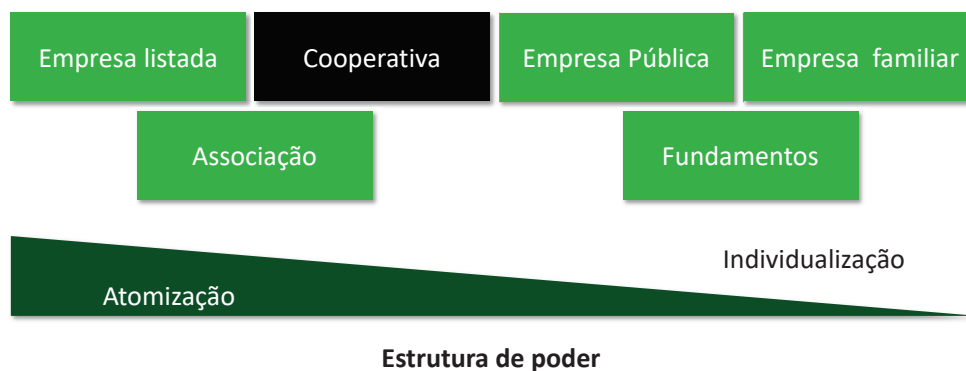 Empresa listada
Cooperativa
Empresa Pública
Empresa familiar
Associação
Fundamentos
Individualização
Atomização
Estrutura de poder